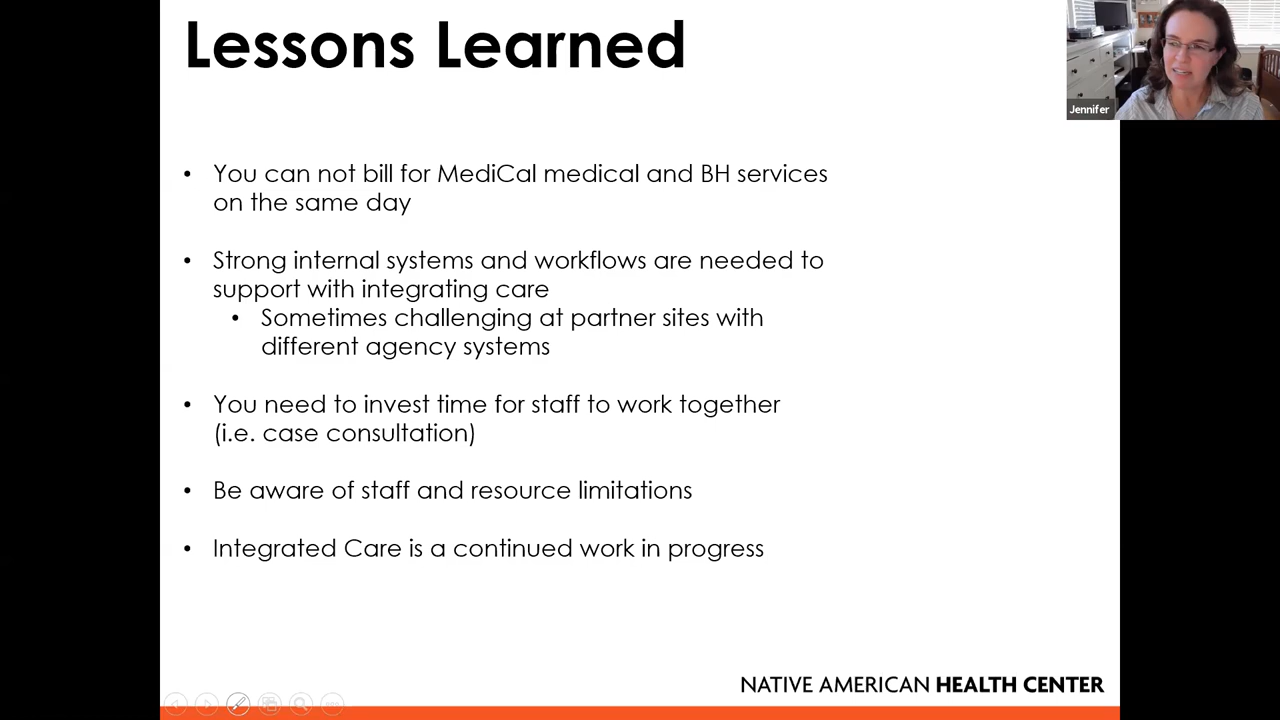 Lessons Learned
Jennifer
• You can not bill for MediCal medical and BH services
on the same day
• Strong internal systems and workflows are needed to
support with integrating care
• Sometimes challenging at partner sites with
different agency systems
• You need to invest time for staff to work together
(i.e. case consultation)
• Be aware of staff and resource limitations
• Integrated Care is a continued work in progress
NATIVE AMERICAN HEALTH CENTER